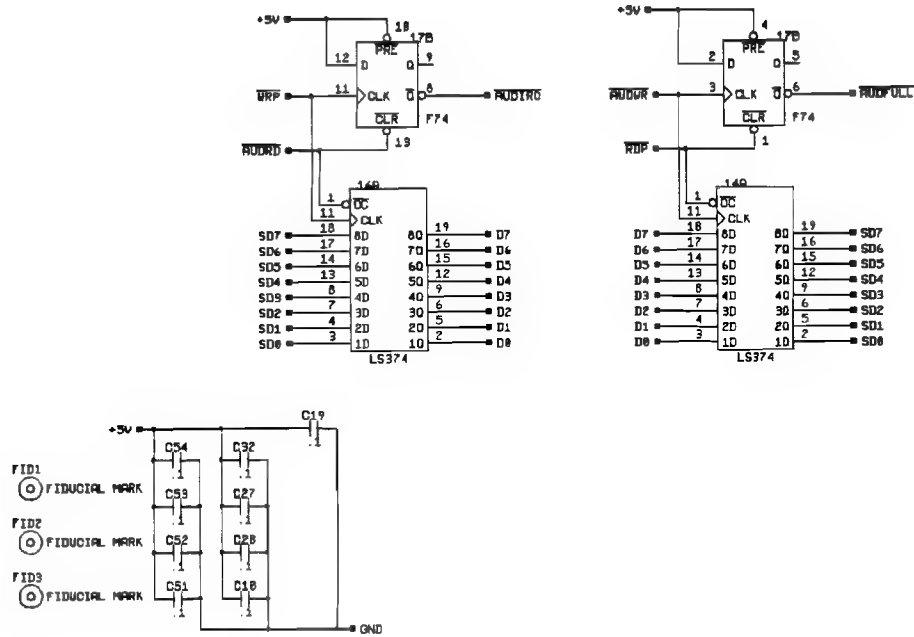 +5V
10
17B
PRE
12 D Q 9
WRP
11 CLK Q 8
AUDIRQ
CLR
F74
13
AUDRD
1 OC
11 CLK
SD7 18 8D 8Q 19 D7
SD6 17 7D 7Q 16 D6
SD5 14 6D 6Q 15 D5
SD4 13 5D 5Q 12 D4
SD3 8 4D 4Q 9 D3
SD2 7 3D 3Q 6 D2
SD1 4 2D 2Q 5 D1
SD0 3 1D 1Q 2 D0
LS374
+5V
4
17B
PRE
2 D Q 5
AUDWR
3 CLK Q 6
AUDFULL
CLR
F74
1
RDP
1 OC
11 CLK
D7 18 8D 8Q 19 SD7
D6 17 7D 7Q 16 SD6
D5 14 6D 6Q 15 SD5
D4 13 5D 5Q 12 SD4
D3 8 4D 4Q 9 SD3
D2 7 3D 3Q 6 SD2
D1 4 2D 2Q 5 SD1
D0 3 1D 1Q 2 SD0
LS374
+5V
C19
.1
C54 C32
.1 .1
FID1
FIDUCIAL MARK
C53 C27
.1 .1
FID2
FIDUCIAL MARK
C52 C28
.1 .1
FID3
FIDUCIAL MARK
C51 C18
.1 .1
GND